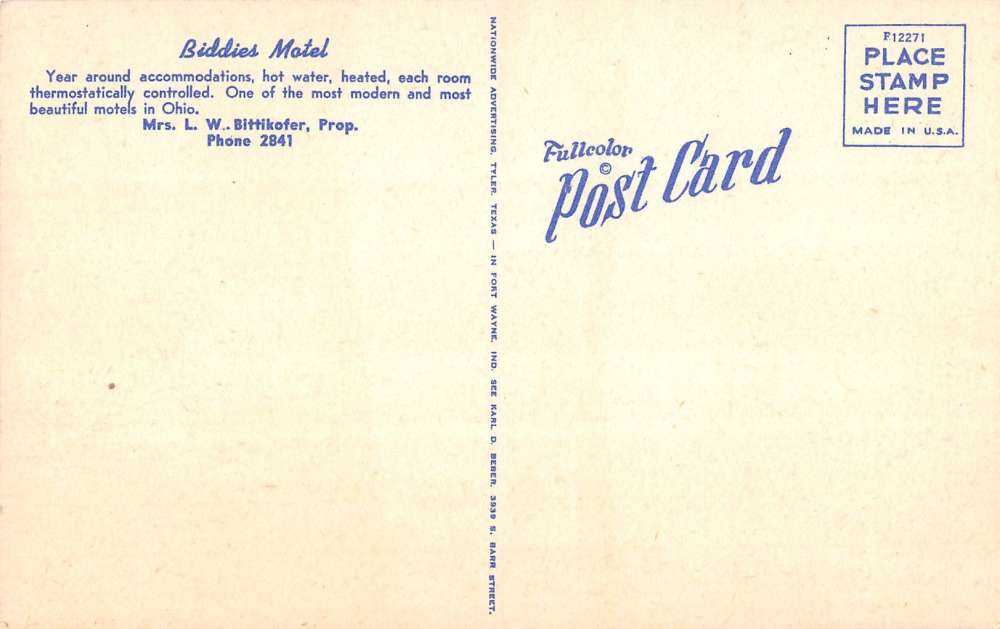 Biddies Motel
Year around accommodations, hot water, heated, each room
thermostatically controlled. One of the most modern and most
beautiful motels in Ohio.
Mrs. L. W. Bittikofer, Prop.
Phone 2841
NATIONWIDE ADVERTISING, TYLER, TEXAS — IN FORT WAYNE, IND. SEE KARL D. BEBER, 3939 S. BARR STREET.
Fullcolor
©
Post Card
F12271
PLACE
STAMP
HERE
MADE IN U.S.A.